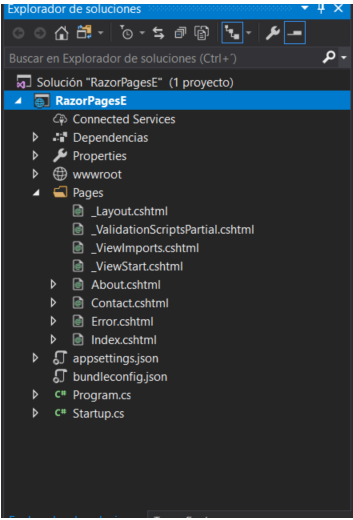 Explorador de soluciones
Buscar en Explorador de soluciones (Ctrl+´)
Solución "RazorPagesE" (1 proyecto)
RazorPagesE
Connected Services
Dependencias
Properties
wwwroot
Pages
_Layout.cshtml
_ValidationScriptsPartial.cshtml
_ViewImports.cshtml
_ViewStart.cshtml
About.cshtml
Contact.cshtml
Error.cshtml
Index.cshtml
appsettings.json
bundleconfig.json
C# Program.cs
C# Startup.cs